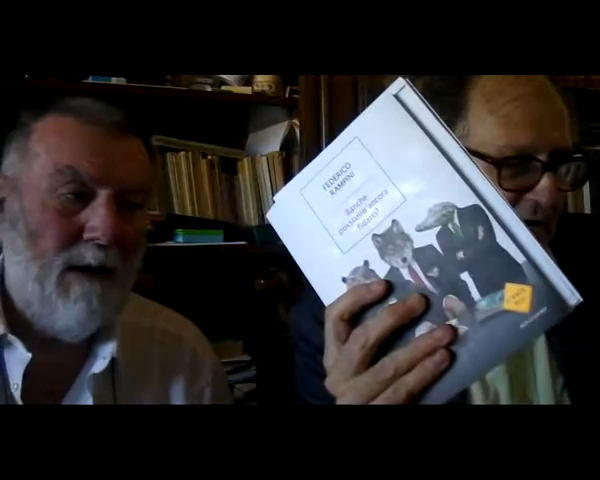 FEDERICO
RAMPINI
Banche:
possiamo ancora
fidarci?